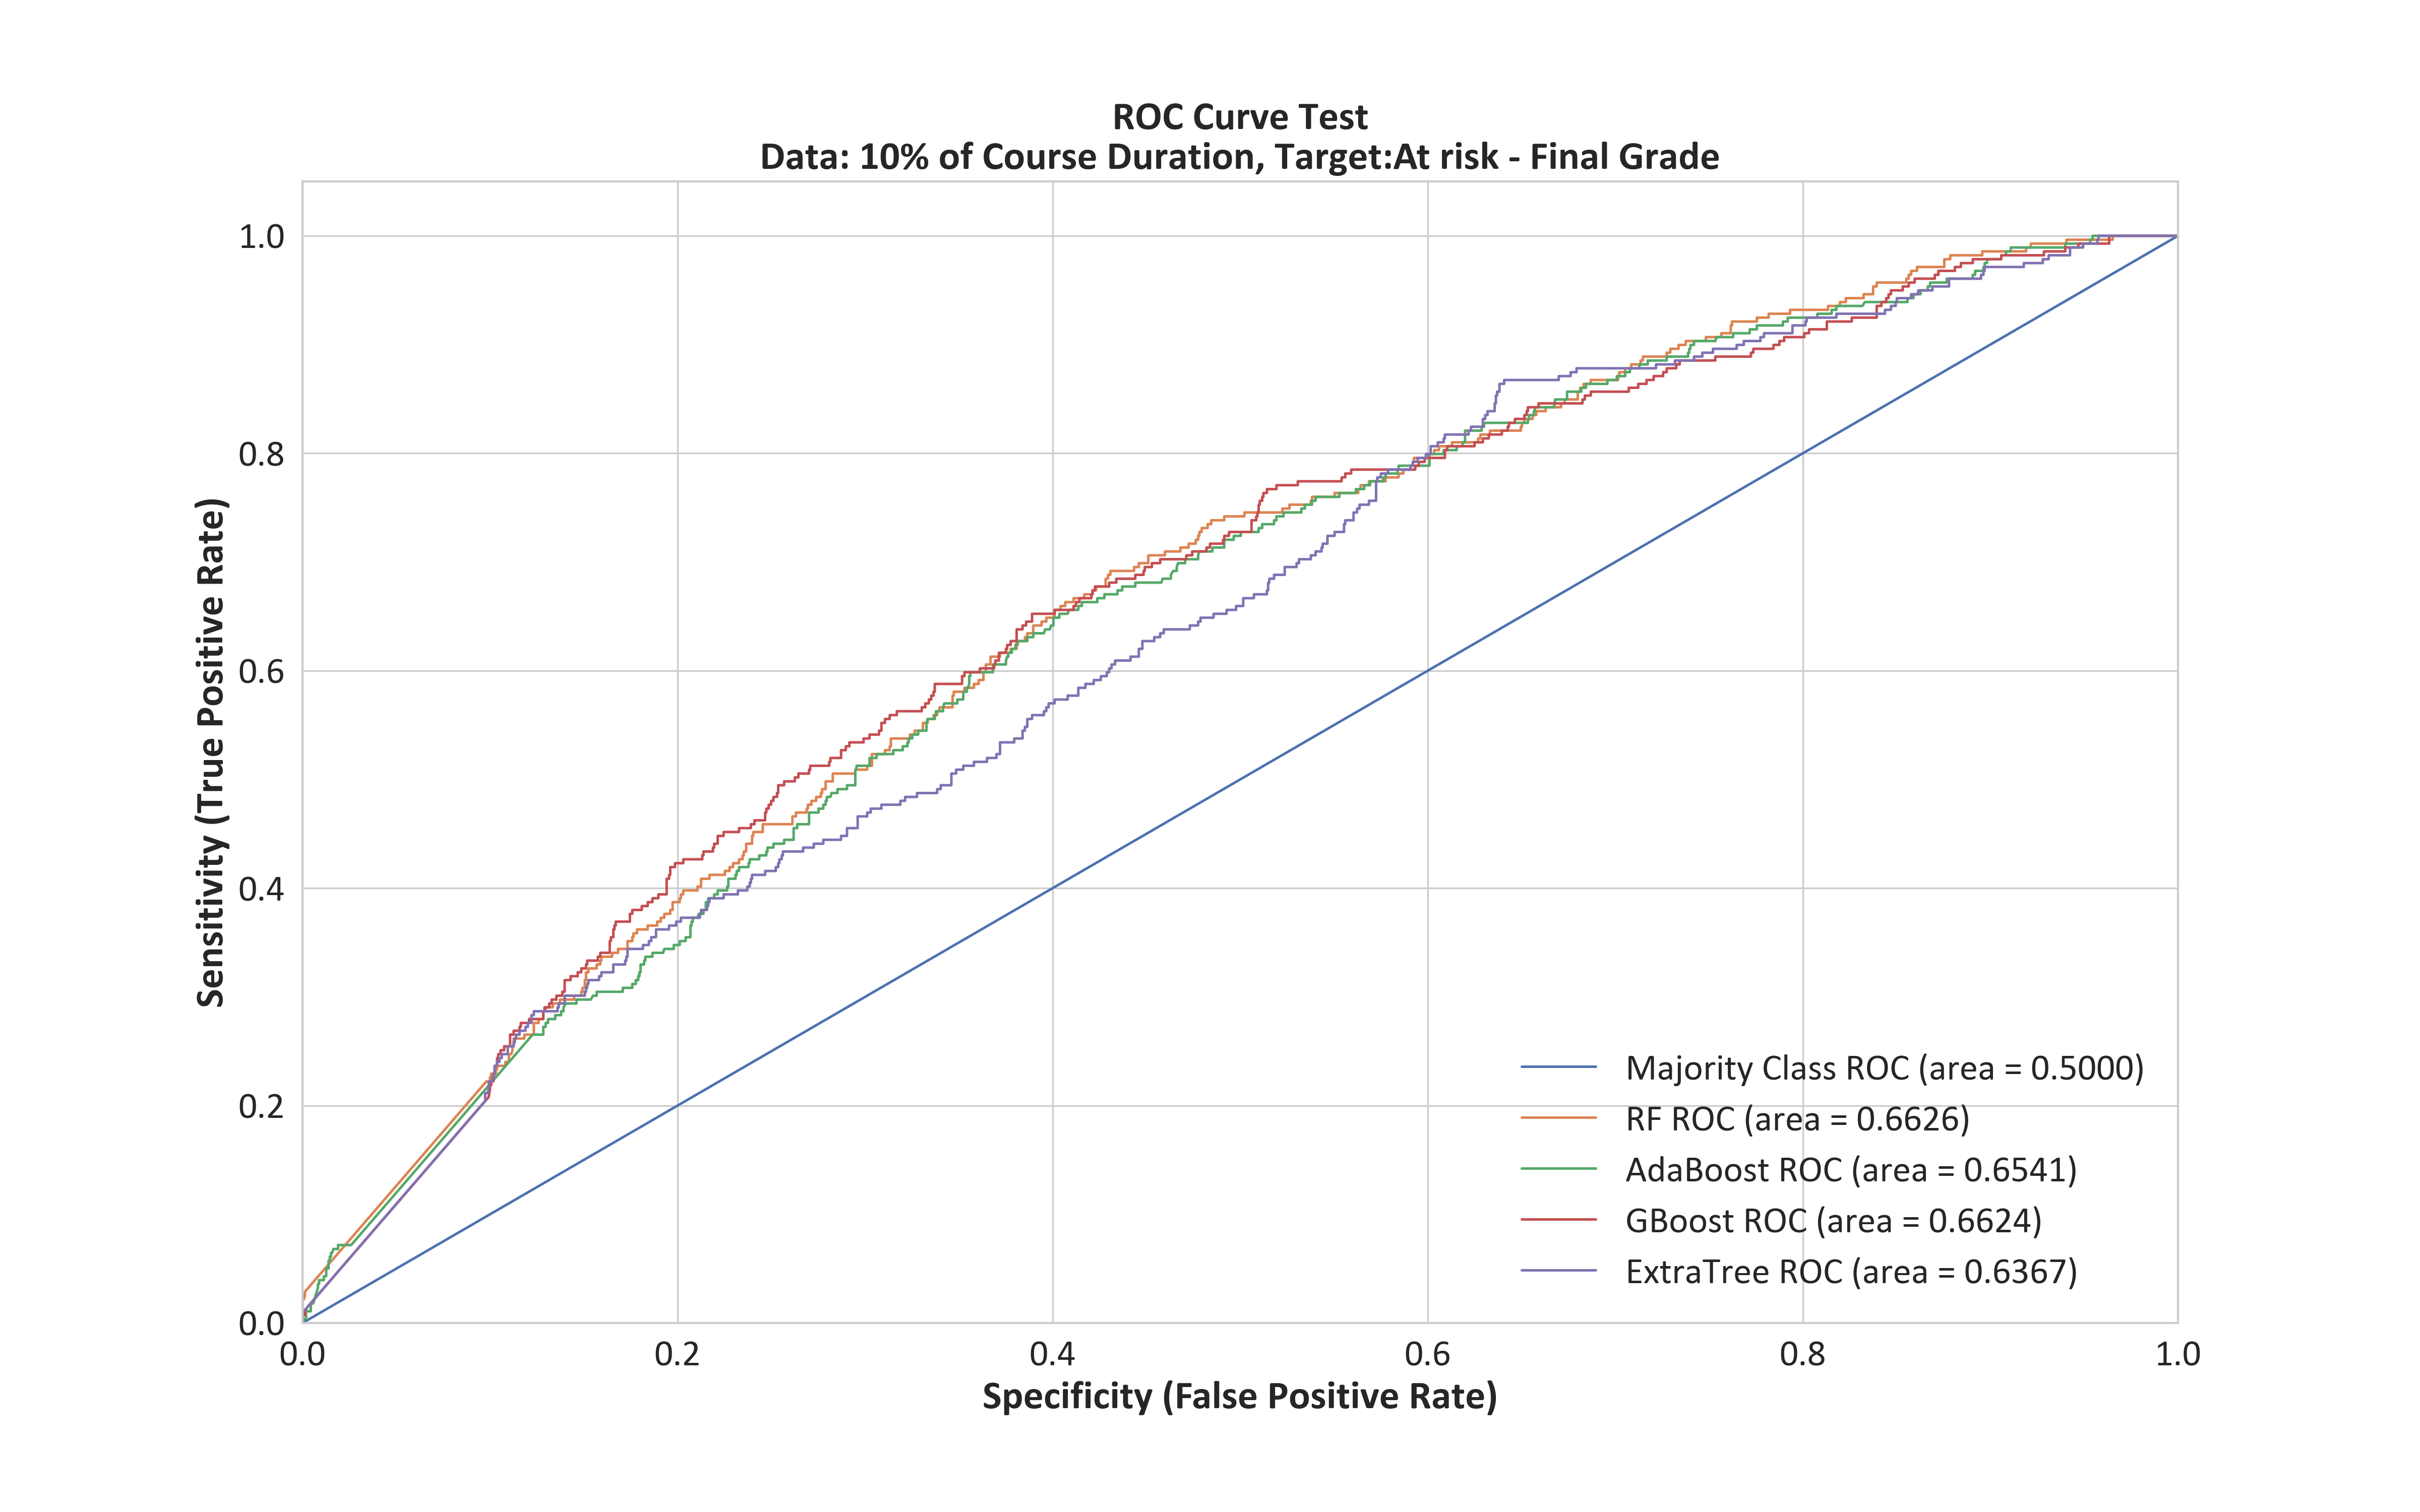 ROC Curve Test
Data: 10% of Course Duration, Target:At risk - Final Grade
Sensitivity (True Positive Rate)
1.0
0.8
0.6
0.4
0.2
0.0
Majority Class ROC (area = 0.5000)
RF ROC (area = 0.6626)
AdaBoost ROC (area = 0.6541)
GBoost ROC (area = 0.6624)
ExtraTree ROC (area = 0.6367)
0.0 0.2 0.4 0.6 0.8 1.0
Specificity (False Positive Rate)